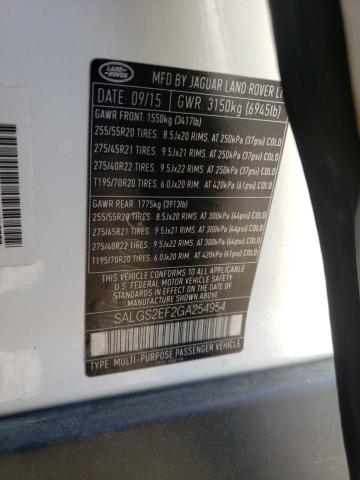 LAND-ROVER
MFD BY JAGUAR LAND ROVER LI
DATE: 09/15 GWR: 3150kg (6945lb)
GAWR FRONT: 1550kg (3417lb)
255/55R20 TIRES. 8.5Jx20 RIMS. AT 250kPa (37psi) COLD
275/45R21 TIRES. 9.5Jx21 RIMS. AT 250kPa (37psi) COLD
275/40R22 TIRES. 9.5Jx22 RIMS. AT 250kPa (37psi) COLD
T195/70R20 TIRES. 6.0Jx20 RIM. AT 420kPa (61psi) COLD
GAWR REAR: 1775kg (3913lb)
255/55R20 TIRES. 8.5Jx20 RIMS. AT 300kPa (44psi) COLD
275/45R21 TIRES. 9.5Jx21 RIMS. AT 300kPa (44psi) COLD
275/40R22 TIRES. 9.5Jx22 RIMS. AT 300kPa (44psi) COLD
T195/70R20 TIRES. 6.0Jx20 RIM. AT 420kPa (61psi) COLD
THIS VEHICLE CONFORMS TO ALL APPLICABLE
U.S. FEDERAL MOTOR VEHICLE SAFETY
STANDARDS IN EFFECT ON THE DATE OF
MANUFACTURE SHOWN ABOVE.
SALGS2EF2GA254954
TYPE: MULTI-PURPOSE PASSENGER VEHICLE